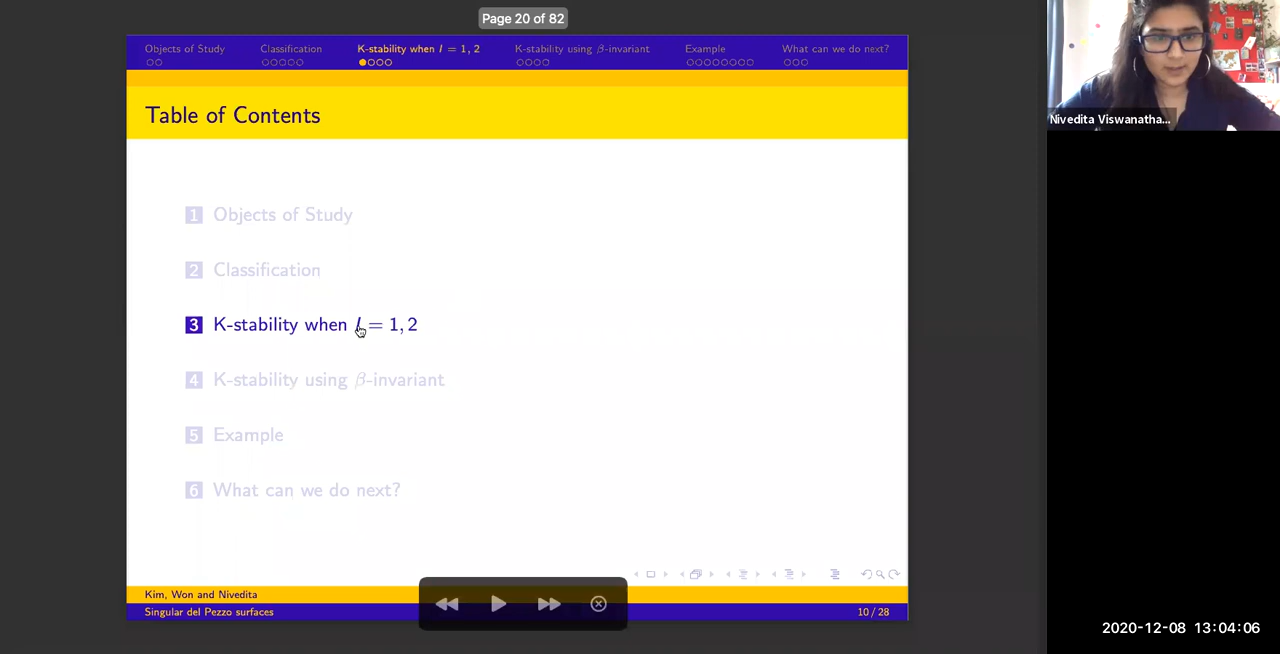 Page 20 of 82
Objects of Study
Classification
K-stability when I = 1, 2
K-stability using β-invariant
Example
What can we do next?
Table of Contents
1 Objects of Study
2 Classification
3 K-stability when I = 1, 2
4 K-stability using β-invariant
5 Example
6 What can we do next?
Kim, Won and Nivedita
Singular del Pezzo surfaces
10 / 28
Nivedita Viswanatha...
2020-12-08 13:04:06